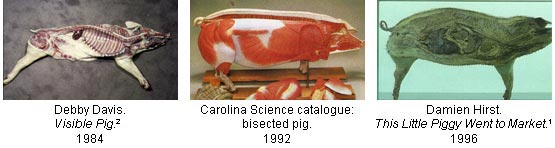 Debby Davis.
Visible Pig.²
1984
Carolina Science catalogue:
bisected pig.
1992
Damien Hirst.
This Little Piggy Went to Market.¹
1996